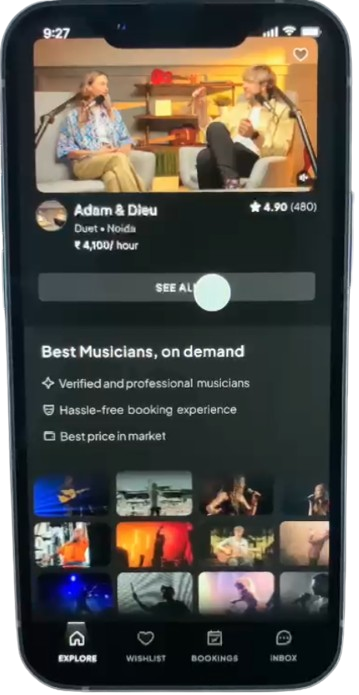 9:27
Adam & Dieu
★ 4.90 (480)
Duet • Noida
₹ 4,100/ hour
SEE AL
Best Musicians, on demand
Verified and professional musicians
Hassle-free booking experience
Best price in market
EXPLORE
WISHLIST
BOOKINGS
INBOX